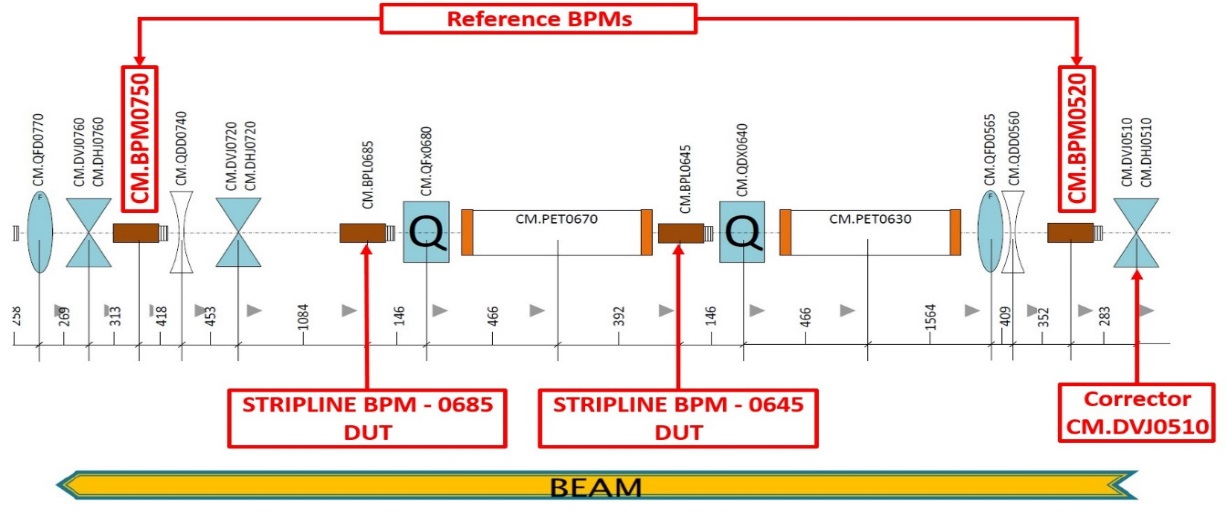 Reference BPMs
CM.QFD0770
CM.DVJ0760
CM.DHJ0760
CM.BPM0750
CM.QDD0740
CM.DVJ0720
CM.DHJ0720
CM.BPL0685
CM.QFx0680
CM.BPL0645
CM.QDX0640
CM.QFD0565
CM.QDD0560
CM.BPM0520
CM.DVJ0510
CM.DHJ0510
F
Q
CM.PET0670
Q
CM.PET0630
F
258
269
313
418
453
1084
146
466
392
146
466
1564
409
352
283
STRIPLINE BPM - 0685
DUT
STRIPLINE BPM - 0645
DUT
Corrector
CM.DVJ0510
BEAM